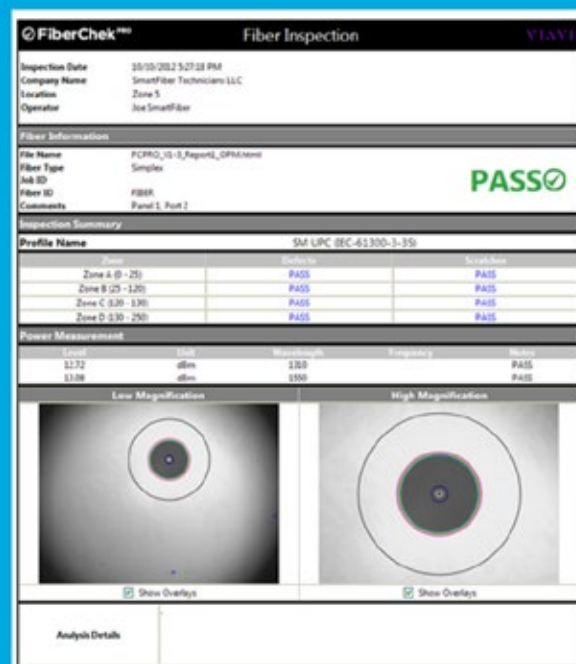 FiberChek PRO Fiber Inspection VIAVI
Inspection Date 10/10/2012 5:27:18 PM
Company Name SmartFiber Technicians LLC
Location Zone 5
Operator Joe SmartFiber
Fiber Information
File Name FCPRO_V1-3_Report1_OPM.html
Fiber Type Simplex
Job ID
Fiber ID FIBER
Comments Panel 1, Port 2
PASS
Inspection Summary
Profile Name SM UPC (IEC-61300-3-35)
Zone Defects Scratches
Zone A (0 - 25) PASS PASS
Zone B (25 - 120) PASS PASS
Zone C (120 - 130) PASS PASS
Zone D (130 - 250) PASS PASS
Power Measurement
Level Unit Wavelength Frequency Notes
12.72 dBm 1310 PASS
13.08 dBm 1550 PASS
Low Magnification High Magnification
Show Overlays Show Overlays
Analysis Details